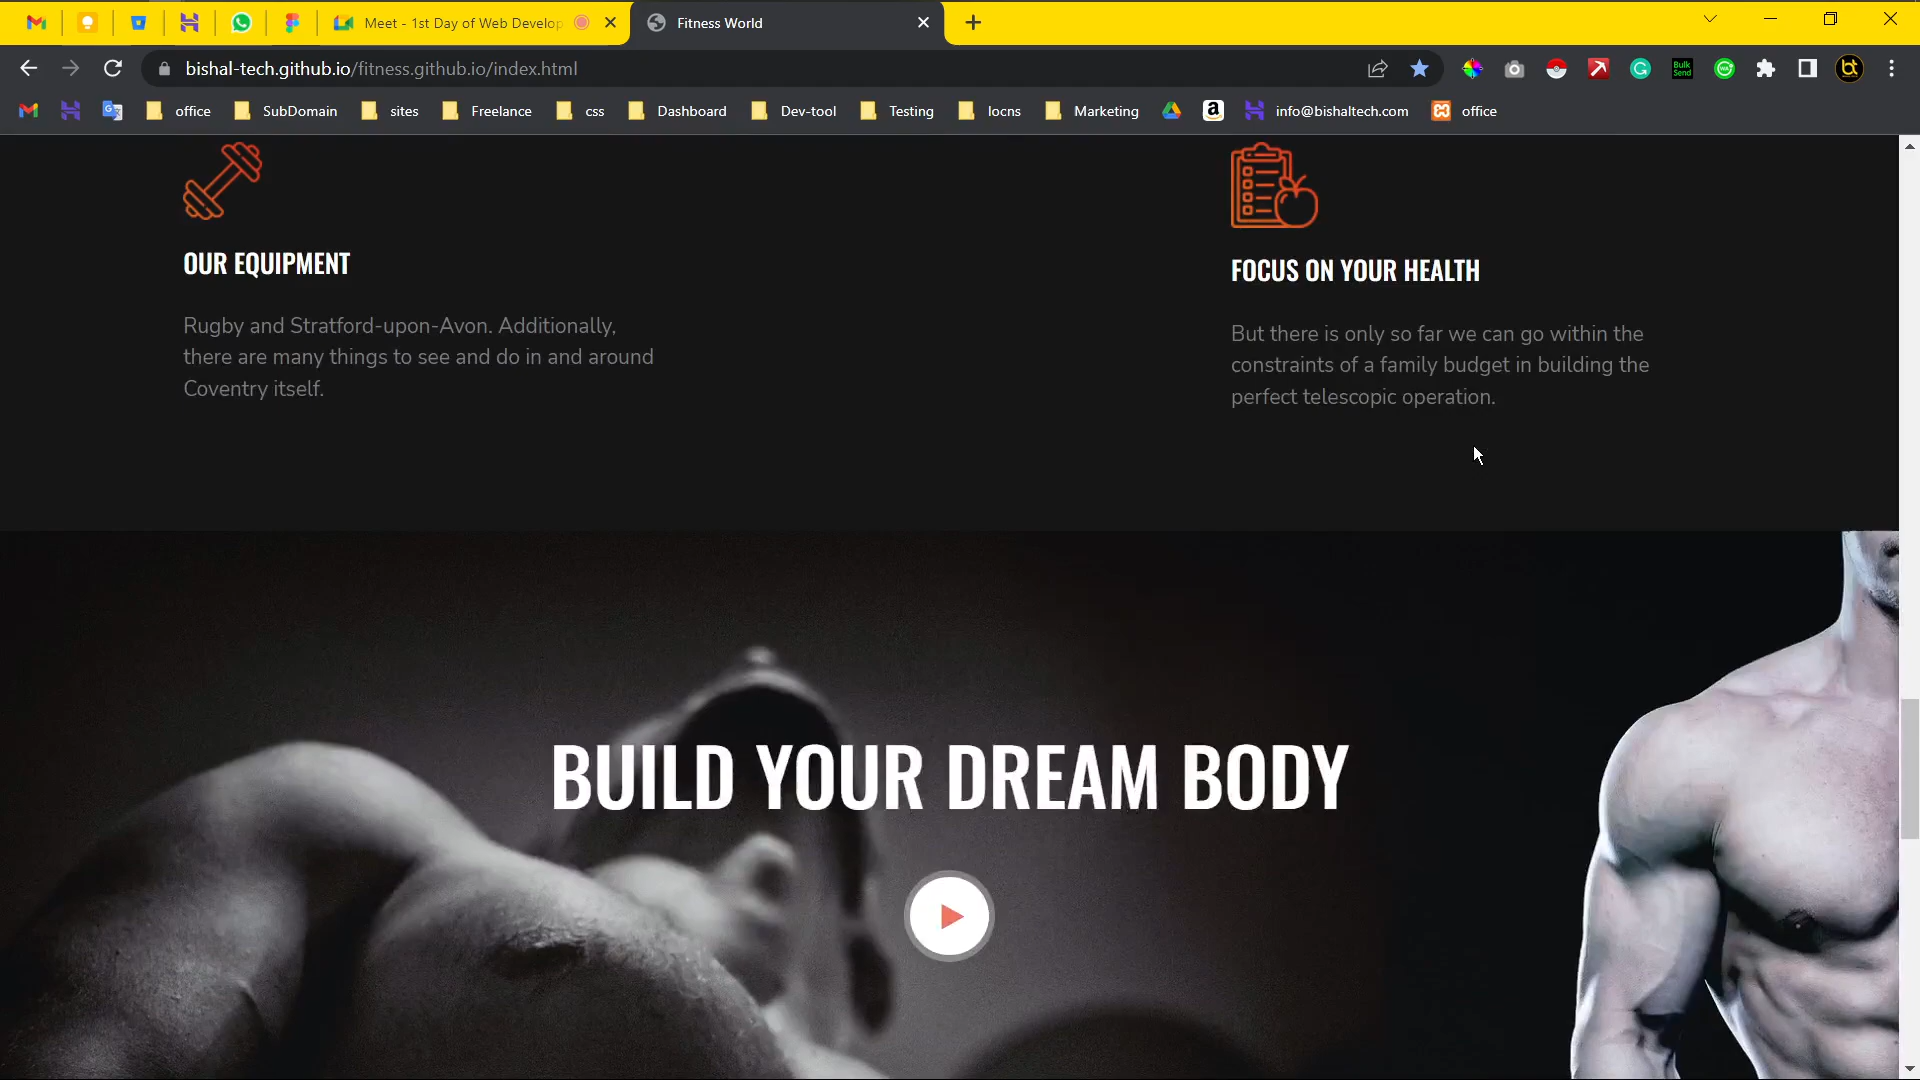 Meet - 1st Day of Web Develop
Fitness World
bishal-tech.github.io/fitness.github.io/index.html
Bulk Send
bt
office
SubDomain
sites
Freelance
css
Dashboard
Dev-tool
Testing
locns
Marketing
info@bishaltech.com
office
OUR EQUIPMENT
Rugby and Stratford-upon-Avon. Additionally,
there are many things to see and do in and around
Coventry itself.
FOCUS ON YOUR HEALTH
But there is only so far we can go within the
constraints of a family budget in building the
perfect telescopic operation.
BUILD YOUR DREAM BODY